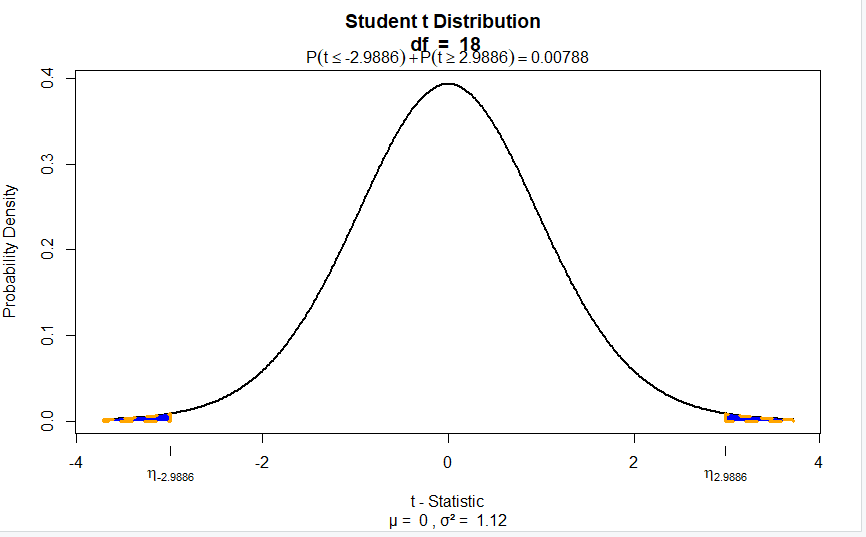 Student t Distribution
df = 18
P(t ≤ -2.9886) + P(t ≥ 2.9886) = 0.00788
Probability Density
0.4
0.3
0.2
0.1
0.0
-4 -2 0 2 4
η-2.9886 η2.9886
t - Statistic
μ = 0 , σ² = 1.12